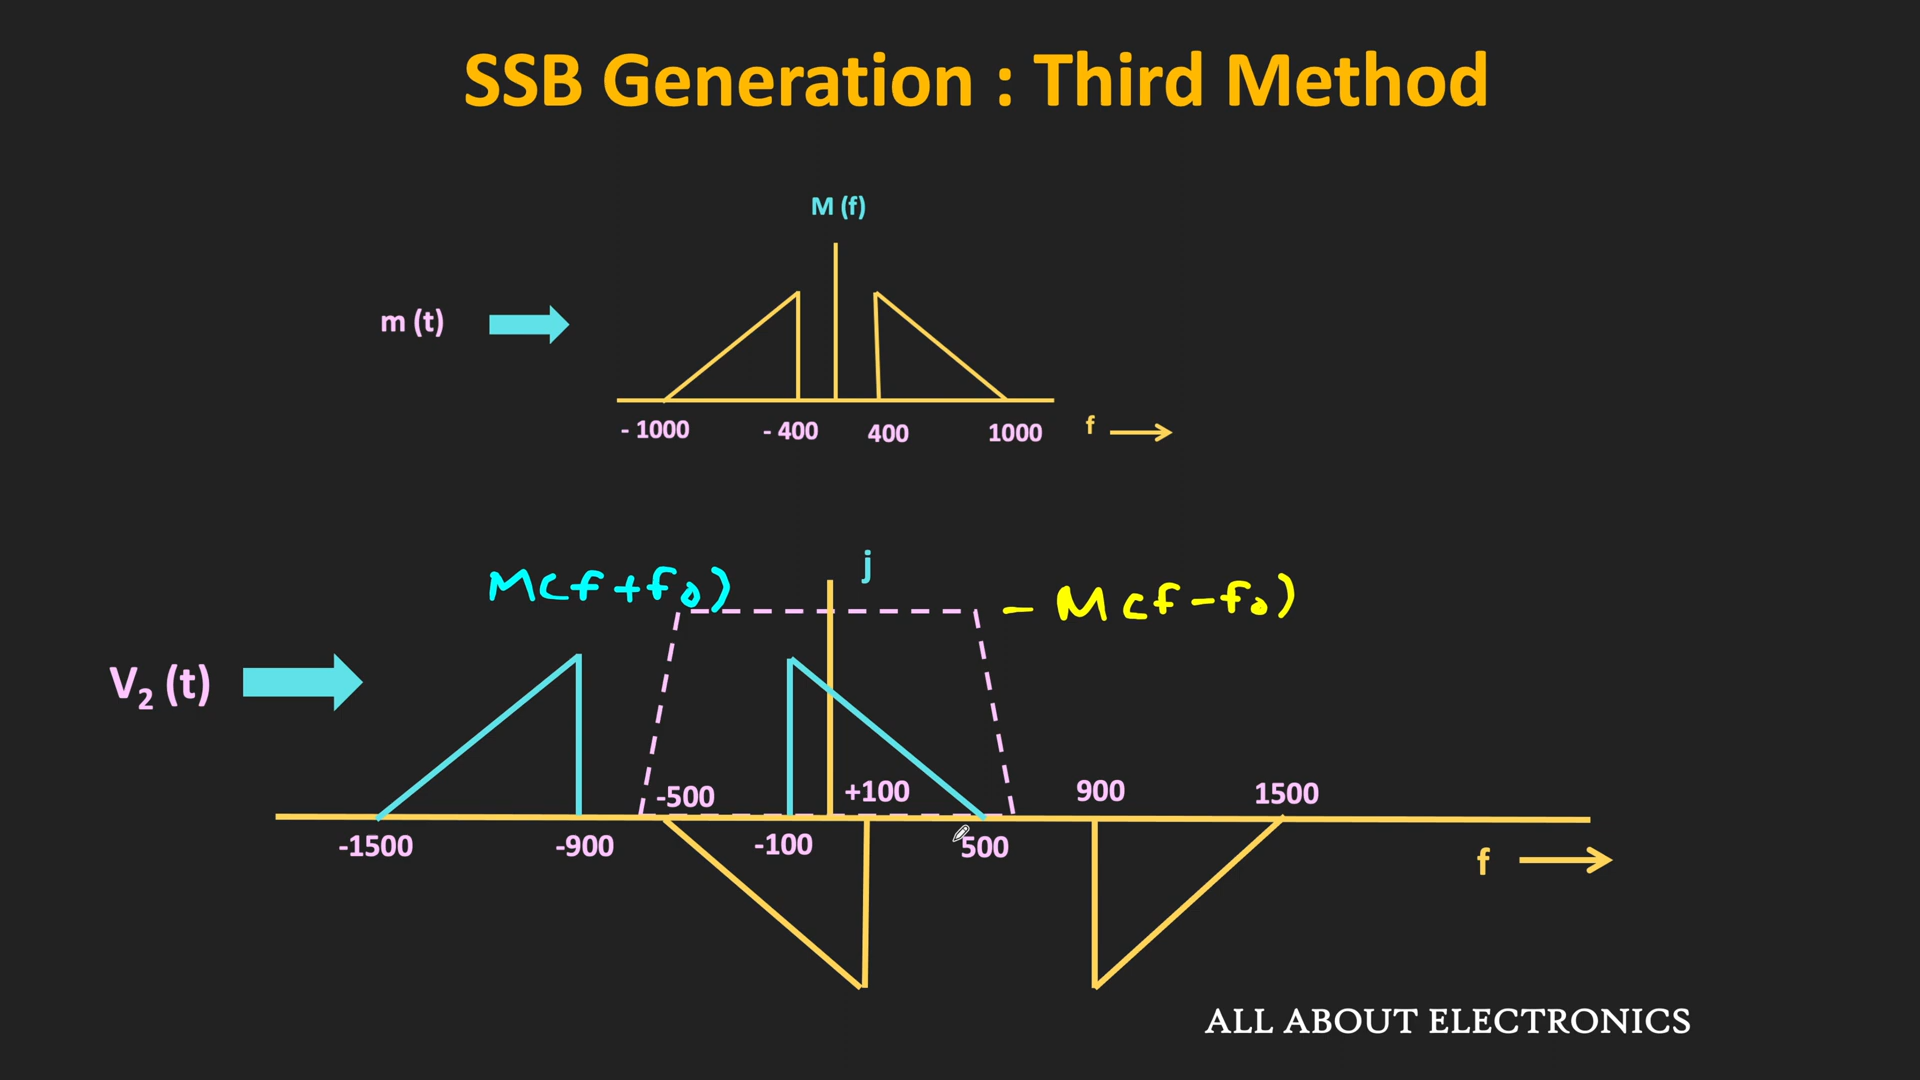 SSB Generation : Third Method
M (f)
m (t)
- 1000 - 400 400 1000 f
j
M(f+f0) - M(f-f0)
V2 (t)
-500 +100 900 1500
-1500 -900 -100 500 f
ALL ABOUT ELECTRONICS